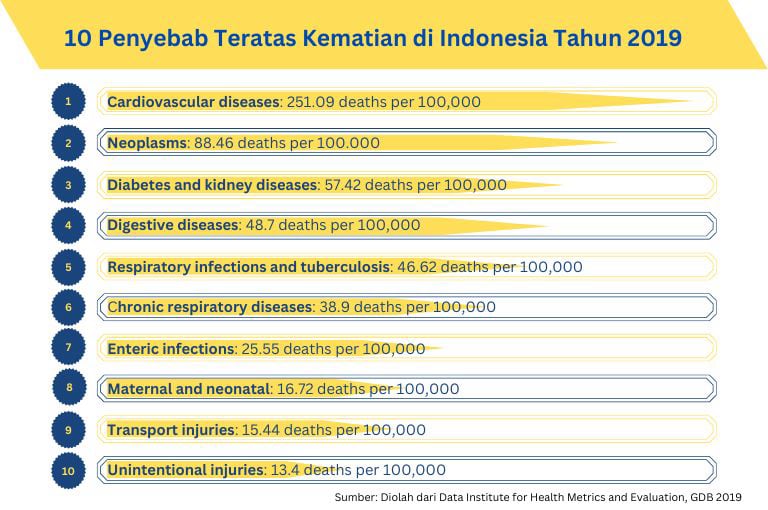 10 Penyebab Teratas Kematian di Indonesia Tahun 2019
1
Cardiovascular diseases: 251.09 deaths per 100,000
2
Neoplasms: 88.46 deaths per 100.000
3
Diabetes and kidney diseases: 57.42 deaths per 100,000
4
Digestive diseases: 48.7 deaths per 100,000
5
Respiratory infections and tuberculosis: 46.62 deaths per 100,000
6
Chronic respiratory diseases: 38.9 deaths per 100,000
7
Enteric infections: 25.55 deaths per 100,000
8
Maternal and neonatal: 16.72 deaths per 100,000
9
Transport injuries: 15.44 deaths per 100,000
10
Unintentional injuries: 13.4 deaths per 100,000
Sumber: Diolah dari Data Institute for Health Metrics and Evaluation, GDB 2019